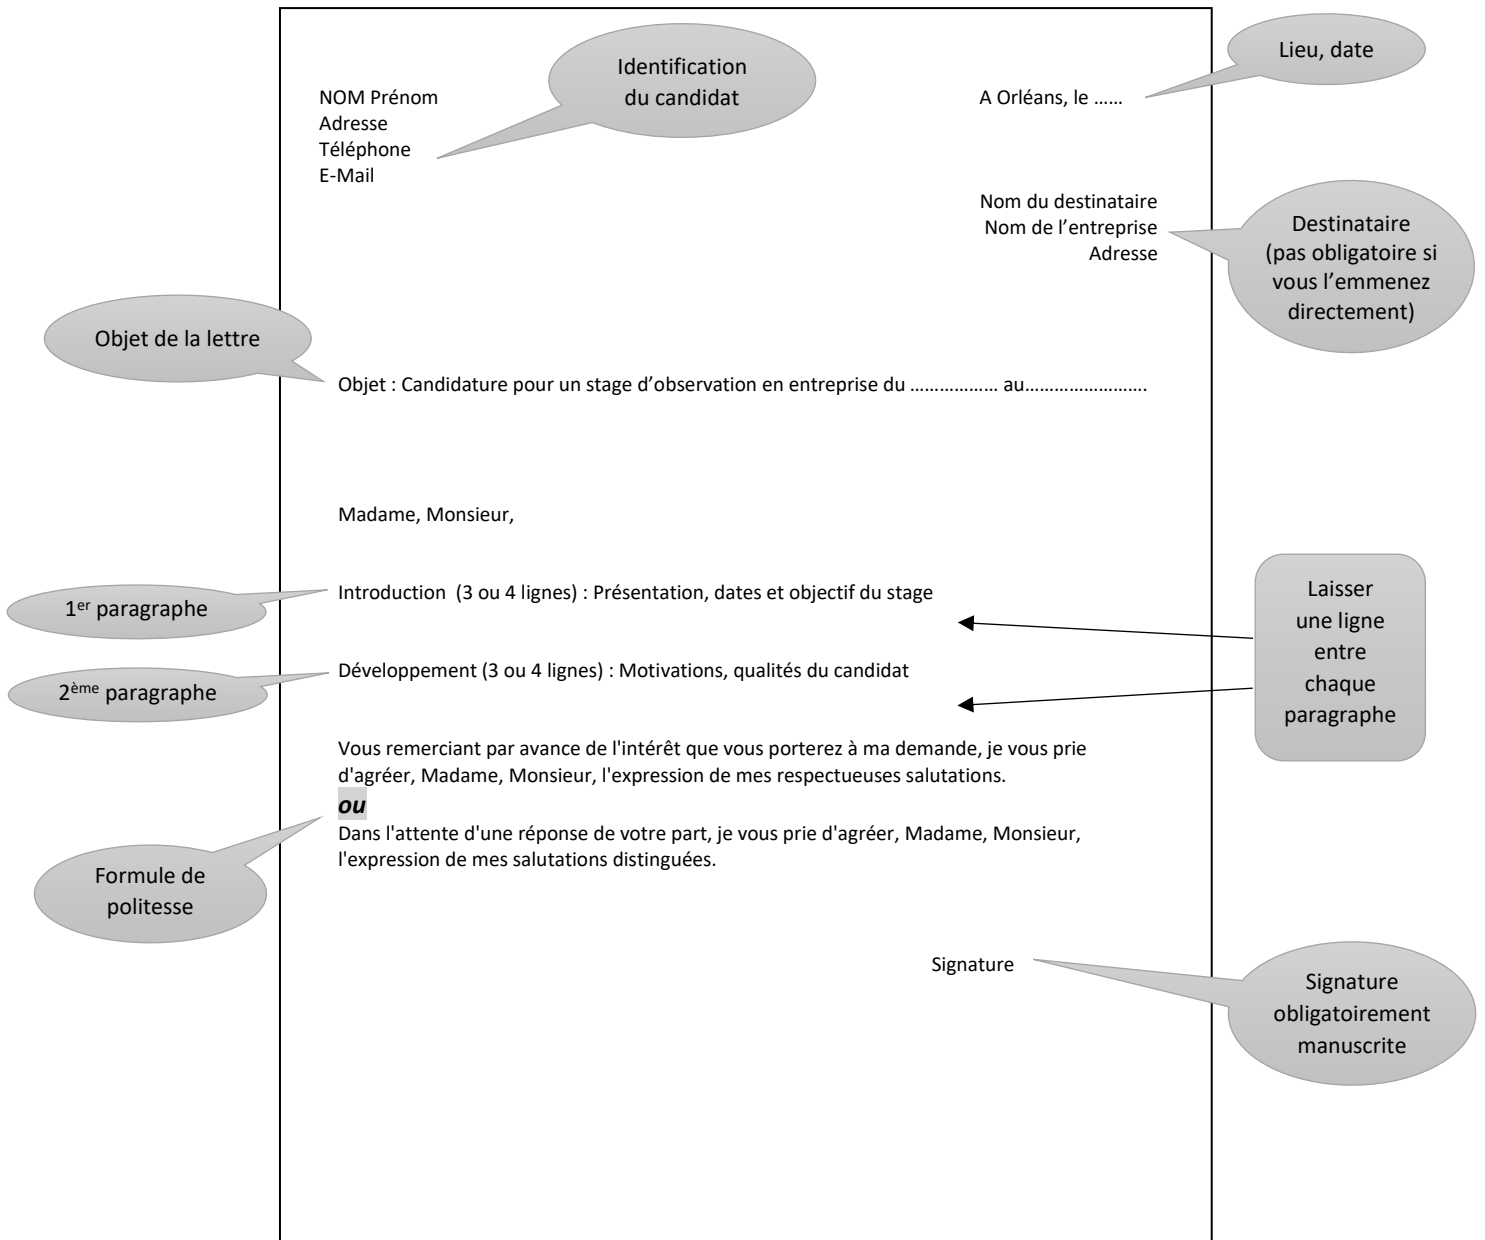 Identification
du candidat
Lieu, date
NOM Prénom
Adresse
Téléphone
E-Mail
A Orléans, le ……
Nom du destinataire
Nom de l’entreprise
Adresse
Destinataire
(pas obligatoire si
vous l’emmenez
directement)
Objet de la lettre
Objet : Candidature pour un stage d’observation en entreprise du ……………… au…………………….
Madame, Monsieur,
1er paragraphe
Introduction  (3 ou 4 lignes) : Présentation, dates et objectif du stage
Laisser
une ligne
entre
chaque
paragraphe
2ème paragraphe
Développement (3 ou 4 lignes) : Motivations, qualités du candidat
Vous remerciant par avance de l'intérêt que vous porterez à ma demande, je vous prie
d'agréer, Madame, Monsieur, l'expression de mes respectueuses salutations.
ou
Dans l'attente d'une réponse de votre part, je vous prie d'agréer, Madame, Monsieur,
l'expression de mes salutations distinguées.
Formule de
politesse
Signature
Signature
obligatoirement
manuscrite